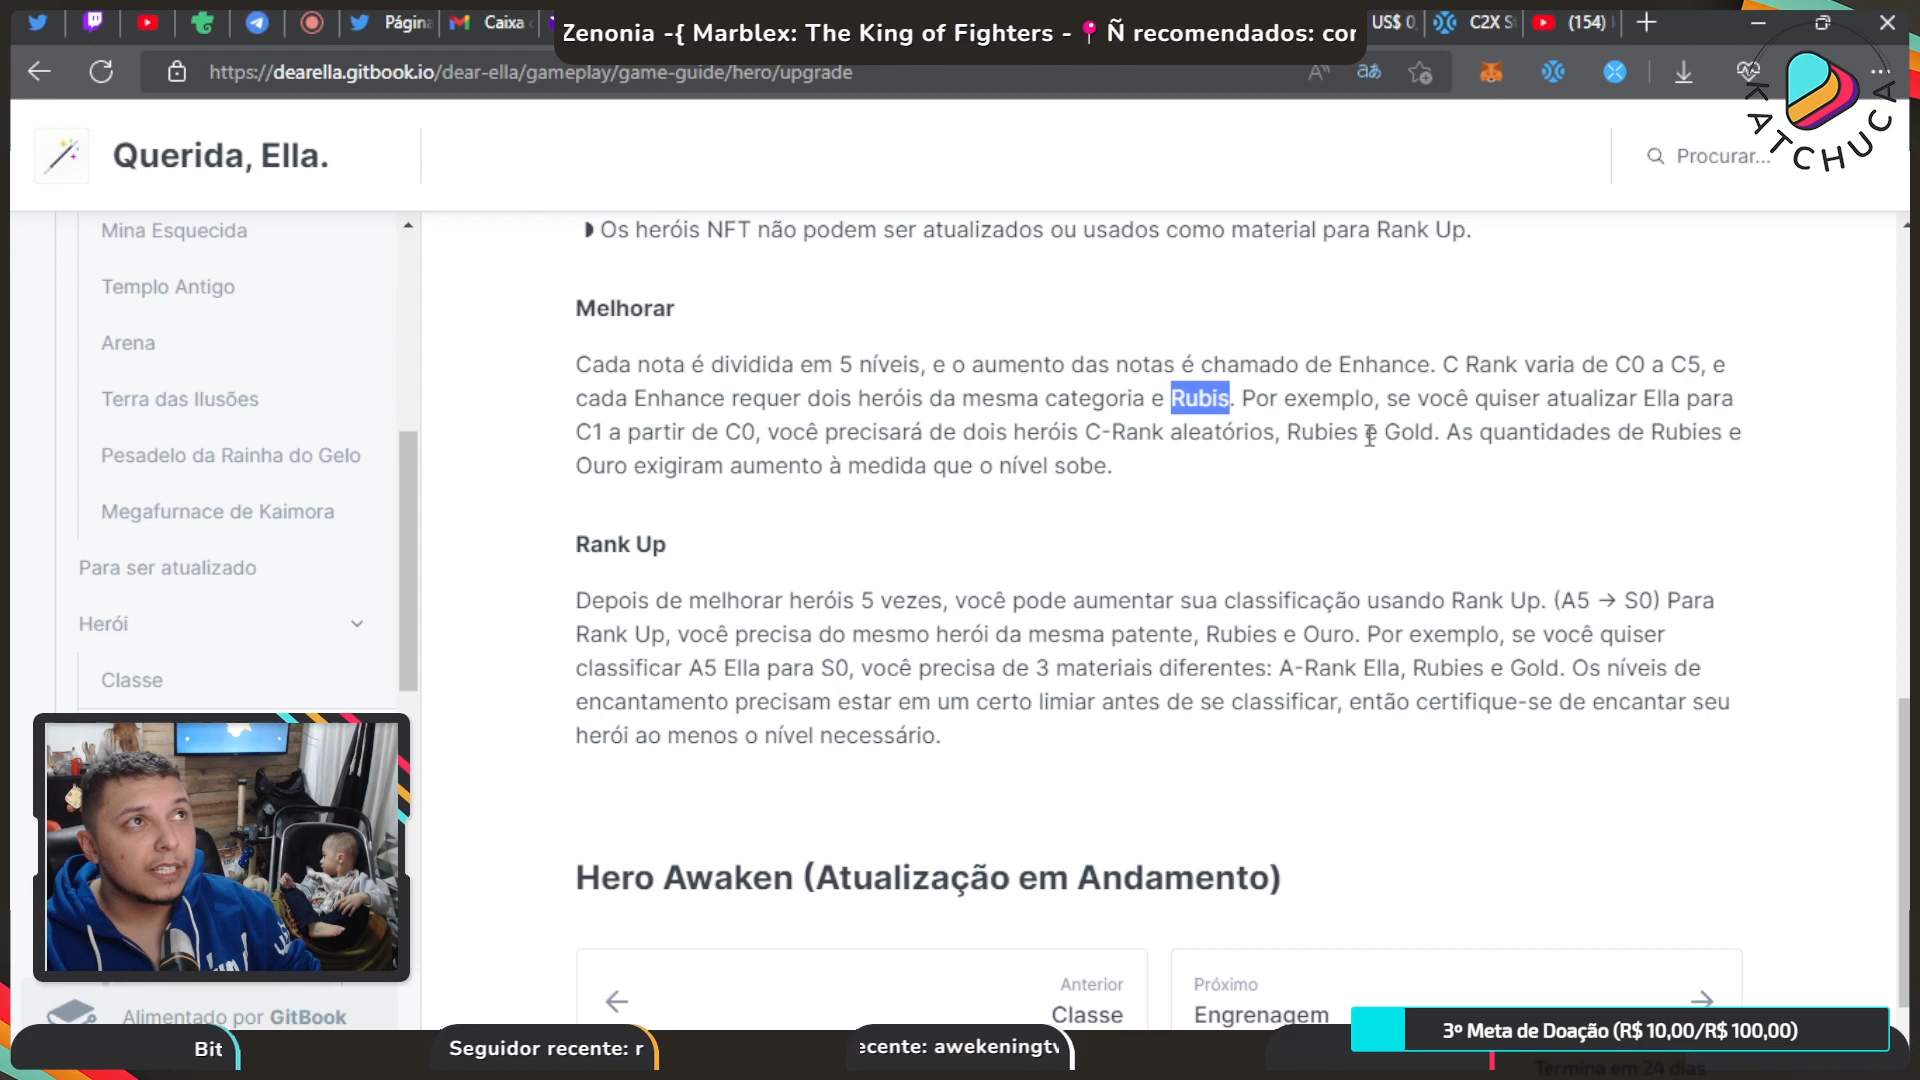 Página
Caixa
Zenonia -{ Marblex: The King of Fighters - 📍 Ñ recomendados: cor
US$ 0,
C2X S
(154)
https://dearella.gitbook.io/dear-ella/gameplay/game-guide/hero/upgrade
KATCHUCA
Querida, Ella.
Procurar...
Mina Esquecida
Templo Antigo
Arena
Terra das Ilusões
Pesadelo da Rainha do Gelo
Megafurnace de Kaimora
Para ser atualizado
Herói
Classe
◗ Os heróis NFT não podem ser atualizados ou usados como material para Rank Up.
Melhorar
Cada nota é dividida em 5 níveis, e o aumento das notas é chamado de Enhance. C Rank varia de C0 a C5, e
cada Enhance requer dois heróis da mesma categoria e Rubis. Por exemplo, se você quiser atualizar Ella para
C1 a partir de C0, você precisará de dois heróis C-Rank aleatórios, Rubies e Gold. As quantidades de Rubies e
Ouro exigiram aumento à medida que o nível sobe.
Rank Up
Depois de melhorar heróis 5 vezes, você pode aumentar sua classificação usando Rank Up. (A5 → S0) Para
Rank Up, você precisa do mesmo herói da mesma patente, Rubies e Ouro. Por exemplo, se você quiser
classificar A5 Ella para S0, você precisa de 3 materiais diferentes: A-Rank Ella, Rubies e Gold. Os níveis de
encantamento precisam estar em um certo limiar antes de se classificar, então certifique-se de encantar seu
herói ao menos o nível necessário.
Hero Awaken (Atualização em Andamento)
Anterior
Classe
Próximo
Engrenagem
Alimentado por GitBook
3º Meta de Doação (R$ 10,00/R$ 100,00)
Bit
Seguidor recente: r
ecente: awekeningtv
Termina em 24 dias